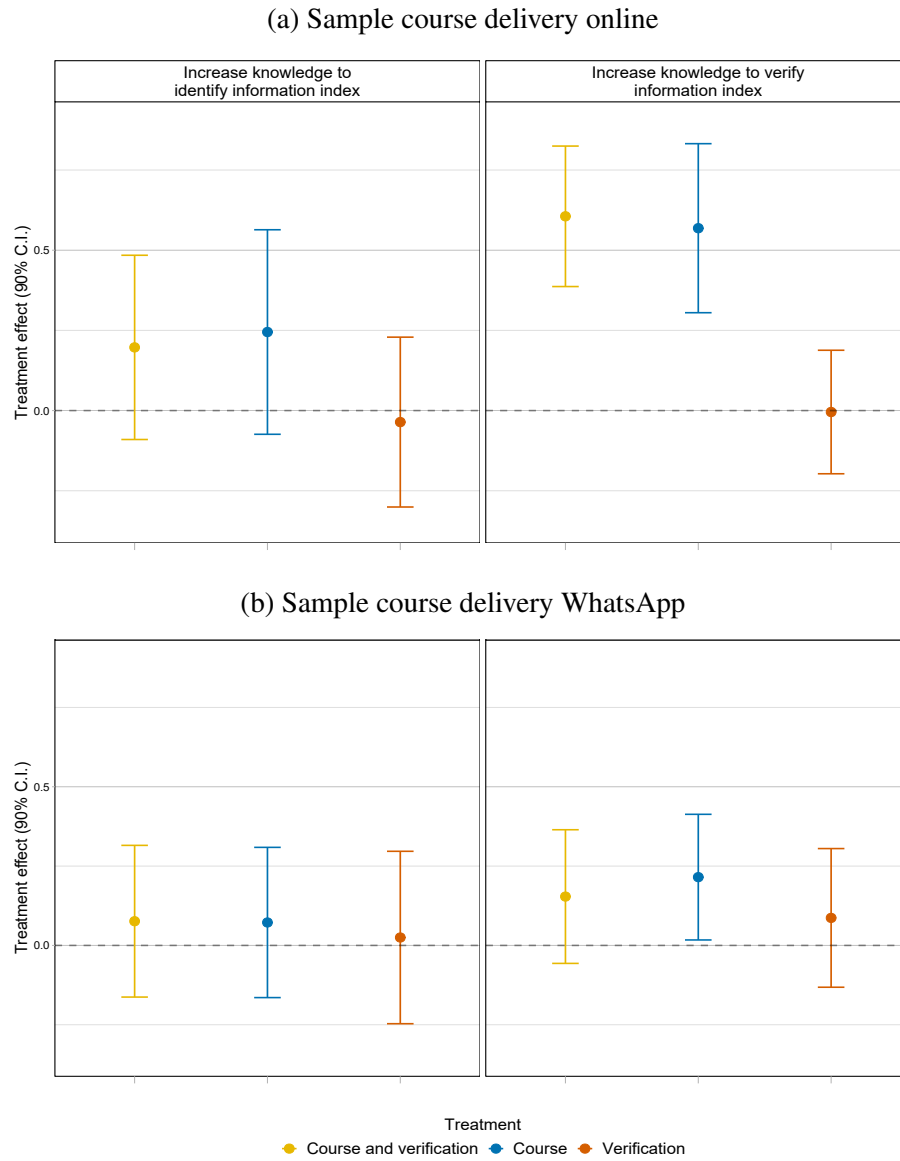 (a) Sample course delivery online
Increase knowledge to
identify information index
Increase knowledge to verify
information index
Treatment effect (90% C.I.)
0.5
0.0
(b) Sample course delivery WhatsApp
Treatment effect (90% C.I.)
0.5
0.0
Treatment
Course and verification Course Verification